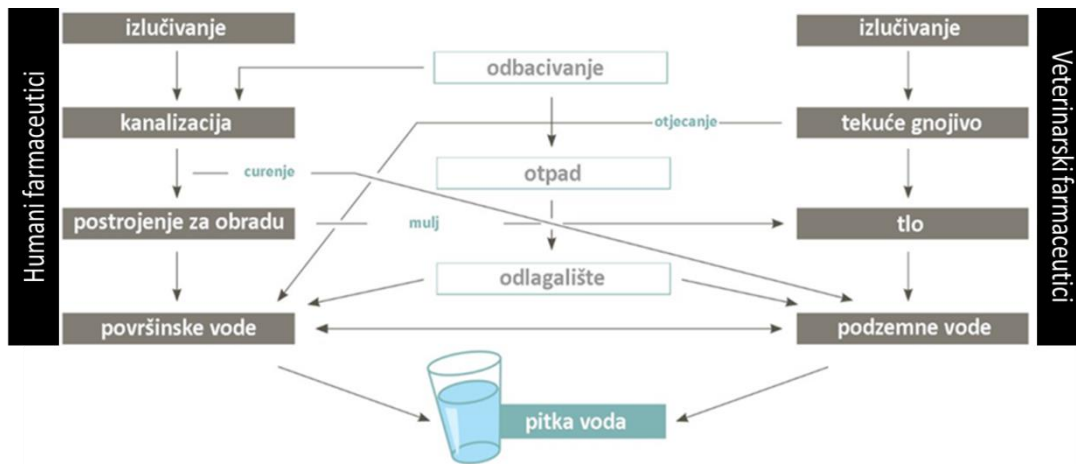 Humani farmaceutici
izlučivanje
izlučivanje
Veterinarski farmaceutici
odbacivanje
kanalizacija
otjecanje
tekuće gnojivo
curenje
otpad
postrojenje za obradu
mulj
tlo
odlagalište
površinske vode
podzemne vode
pitka voda